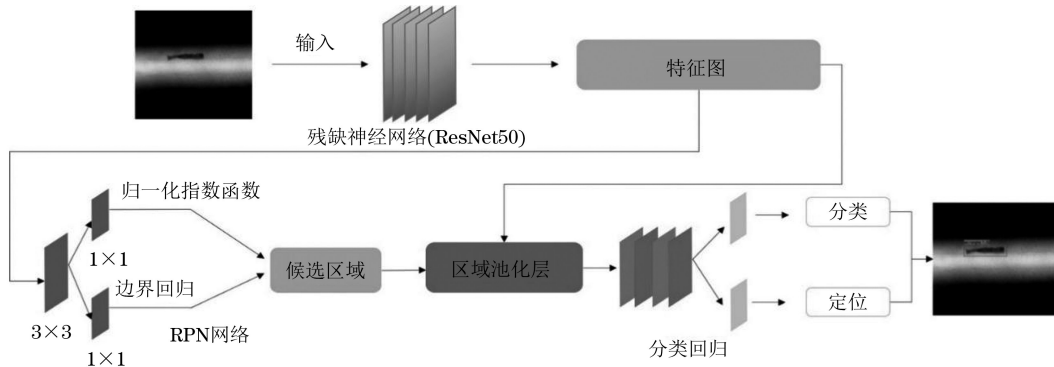 输入
特征图
残缺神经网络(ResNet50)
归一化指数函数
1×1
边界回归
3×3
1×1
RPN网络
候选区域
区域池化层
分类回归
分类
定位